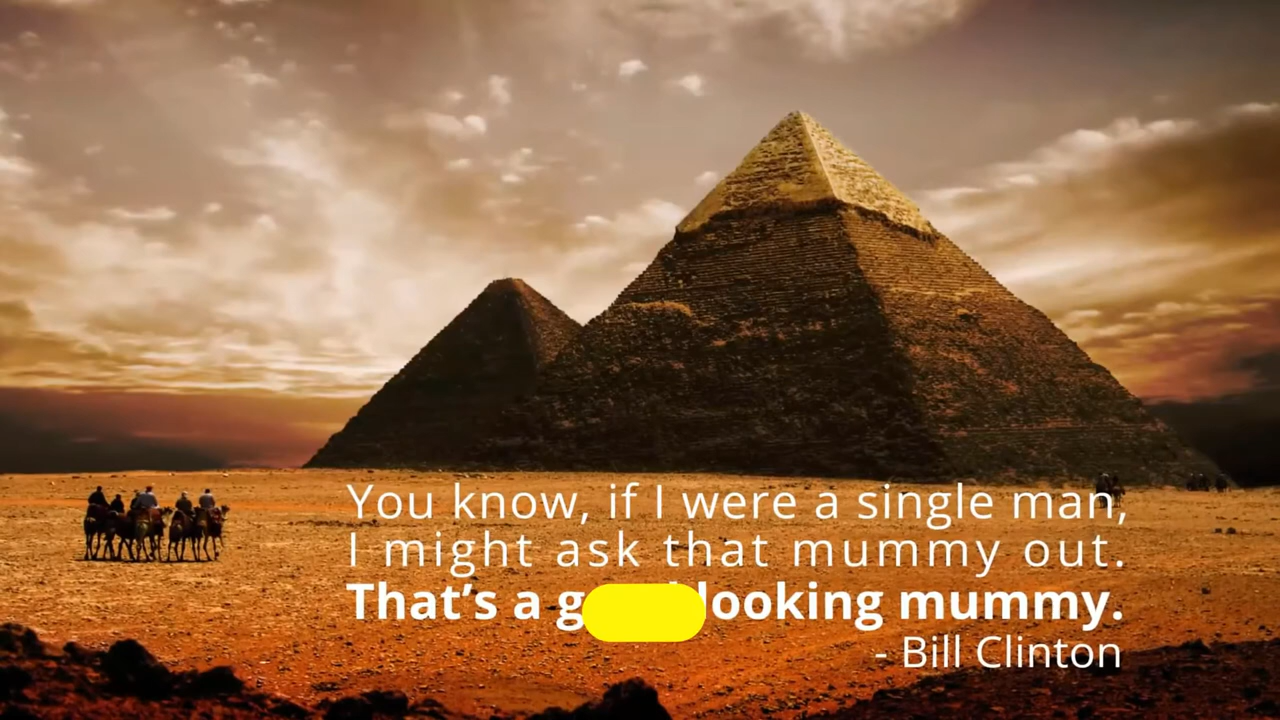 You know, if I were a single man,
I might ask that mummy out.
That's a looking mummy.
- Bill Clinton